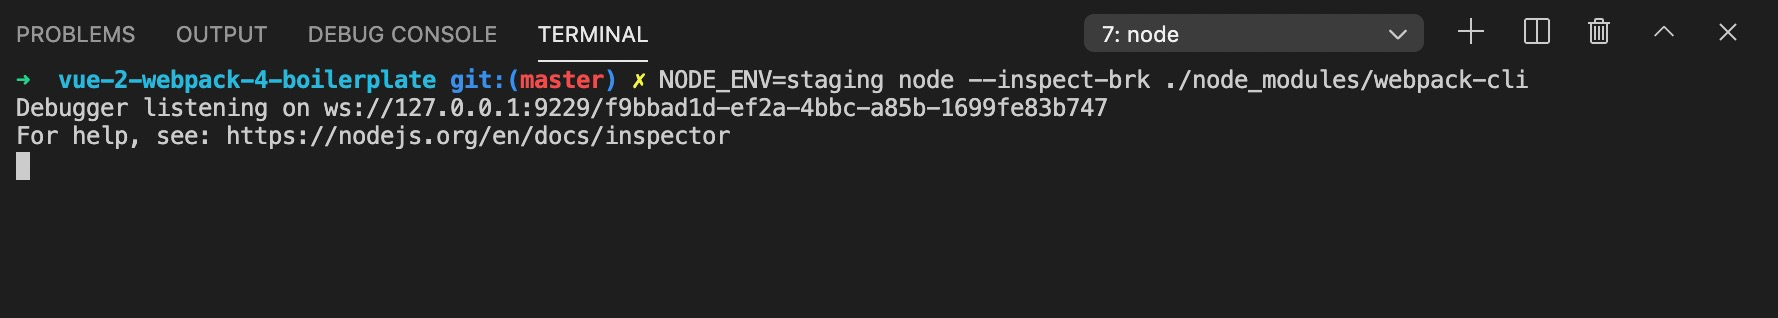 PROBLEMS OUTPUT DEBUG CONSOLE TERMINAL 7: node
➜ vue-2-webpack-4-boilerplate git:(master) ✗ NODE_ENV=staging node --inspect-brk ./node_modules/webpack-cli
Debugger listening on ws://127.0.0.1:9229/f9bbad1d-ef2a-4bbc-a85b-1699fe83b747
For help, see: https://nodejs.org/en/docs/inspector